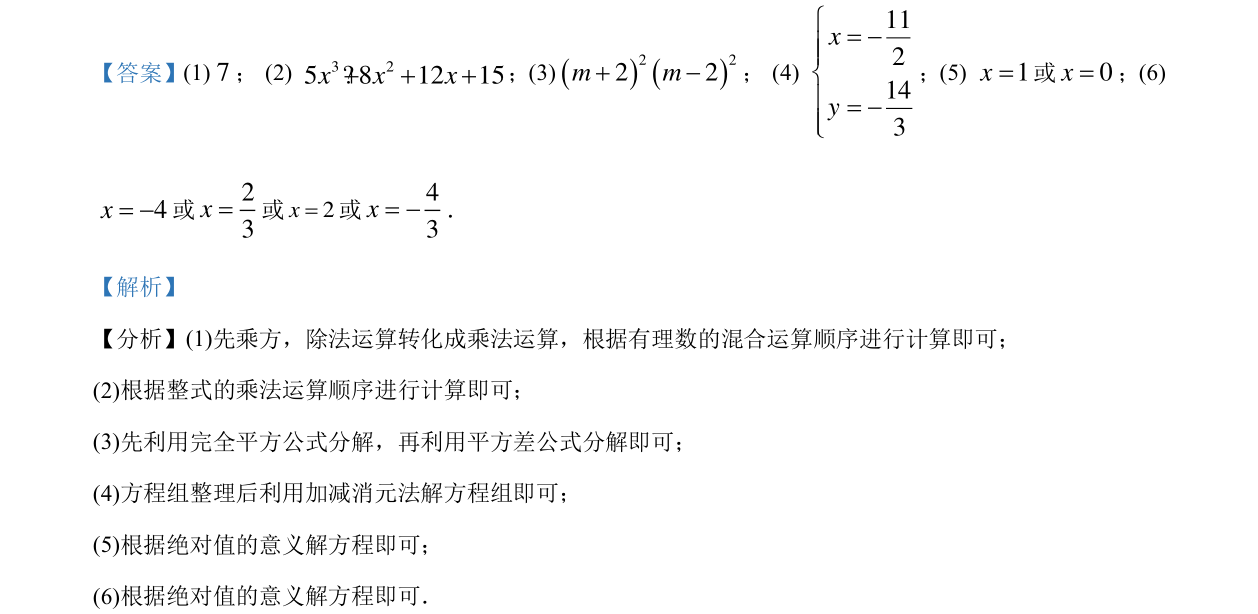 【答案】(1) 7； (2) 5x³+8x²+12x+15；(3) (m+2)²(m−2)²； (4) { x=−11/2 y=−14/3 ；(5) x=1或x=0；(6)
x=−4或x=2/3或x=2或x=−4/3．
【解析】
【分析】(1)先乘方，除法运算转化成乘法运算，根据有理数的混合运算顺序进行计算即可；
(2)根据整式的乘法运算顺序进行计算即可；
(3)先利用完全平方公式分解，再利用平方差公式分解即可；
(4)方程组整理后利用加减消元法解方程组即可；
(5)根据绝对值的意义解方程即可；
(6)根据绝对值的意义解方程即可．